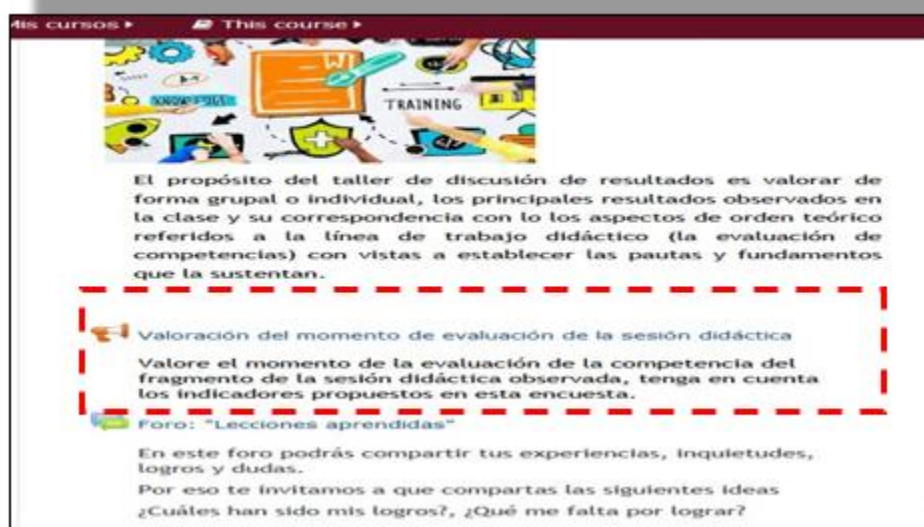 Mis cursos
This course
KNOWLEDGE
TRAINING
El propósito del taller de discusión de resultados es valorar de
forma grupal o individual, los principales resultados observados en
la clase y su correspondencia con lo los aspectos de orden teórico
referidos a la línea de trabajo didáctico (la evaluación de
competencias) con vistas a establecer las pautas y fundamentos
que la sustentan.
Valoración del momento de evaluación de la sesión didáctica
Valore el momento de la evaluación de la competencia del
fragmento de la sesión didáctica observada, tenga en cuenta
los indicadores propuestos en esta encuesta.
Foro: "Lecciones aprendidas"
En este foro podrás compartir tus experiencias, inquietudes,
logros y dudas.
Por eso te invitamos a que compartas las siguientes ideas
¿Cuáles han sido mis logros?, ¿Qué me falta por lograr?